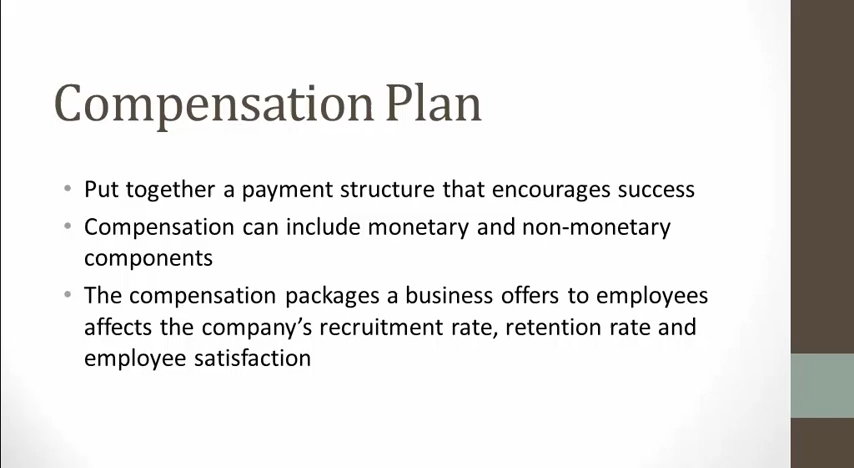 Compensation Plan
• Put together a payment structure that encourages success
• Compensation can include monetary and non-monetary
components
• The compensation packages a business offers to employees
affects the company’s recruitment rate, retention rate and
employee satisfaction